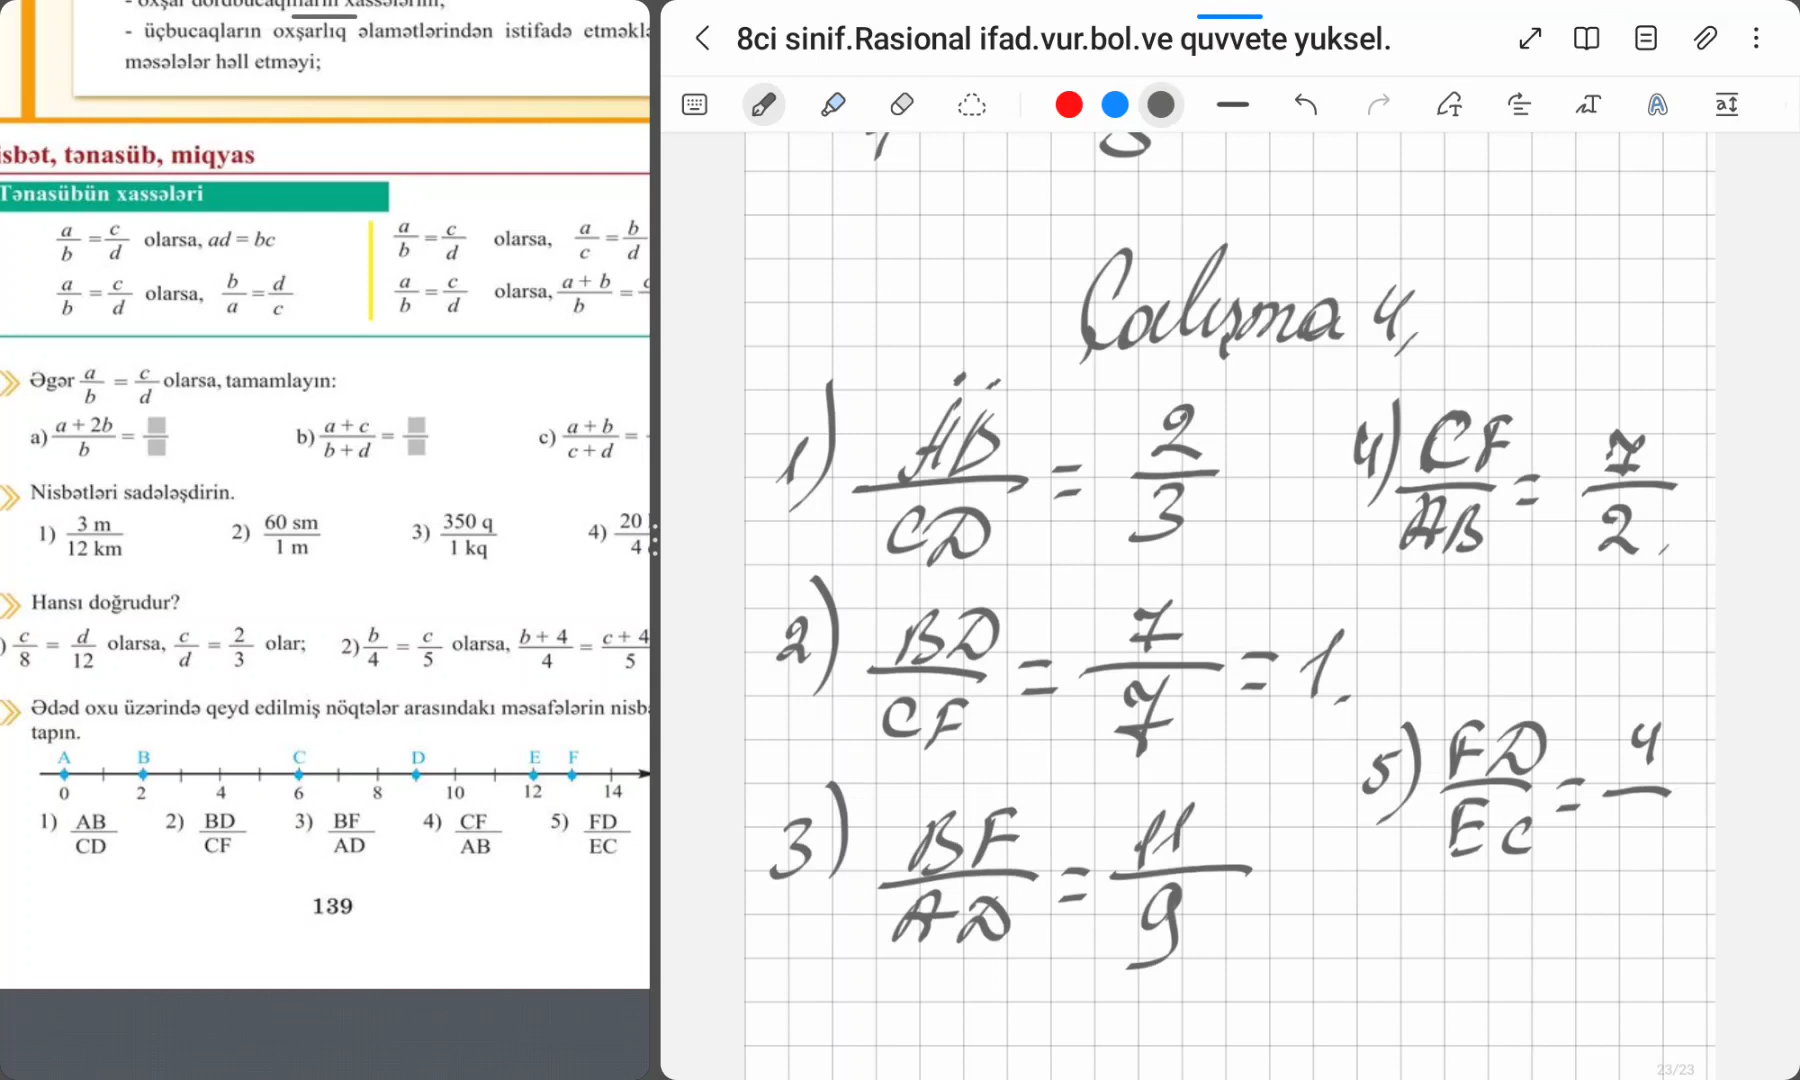 - oxşar dördbucaqlıların xassələrini;
- üçbucaqların oxşarlıq əlamətlərindən istifadə etməklə
məsələlər həll etməyi;
isbət, tənasüb, miqyas
Tənasübün xassələri
a/b = c/d olarsa, ad = bc
a/b = c/d olarsa, a/c = b/d
a/b = c/d olarsa, b/a = d/c
a/b = c/d olarsa, a + b/b =
Əgər a/b = c/d olarsa, tamamlayın:
a) a + 2b/b = b) a + c/b + d = c) a + b/c + d =
Nisbətləri sadələşdirin.
1) 3 m/12 km 2) 60 sm/1 m 3) 350 q/1 kq 4) 20/4
Hansı doğrudur?
) c/8 = d/12 olarsa, c/d = 2/3 olar; 2) b/4 = c/5 olarsa, b + 4/4 = c + 4/5
Ədəd oxu üzərində qeyd edilmiş nöqtələr arasındakı məsafələrin nisb
tapın.
A B C D E F
0 2 4 6 8 10 12 14
1) AB/CD 2) BD/CF 3) BF/AD 4) CF/AB 5) FD/EC
139
8ci sinif.Rasional ifad.vur.bol.ve quvvete yuksel.
Çalışma 4,
1) AB/CD = 2/3
4) CF/AB = 7/2.
2) BD/CF = 7/7 = 1.
5) FD/EC = 4
3) BF/AD = 11/9
23/23